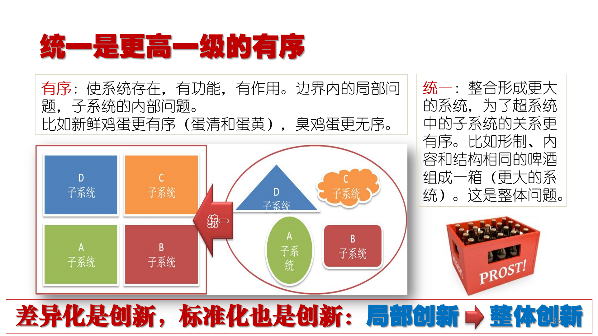 统一是更高一级的有序
有序：使系统存在，有功能，有作用。边界内的局部问
题，子系统的内部问题。
比如新鲜鸡蛋更有序（蛋清和蛋黄），臭鸡蛋更无序。
统一：整合形成更大
的系统，为了超系统
中的子系统的关系更
有序。比如形制、内
容和结构相同的啤酒
组成一箱（更大的系
统）。这是整体问题。
D
子系统
C
子系统
A
子系统
B
子系统
D
子系统
C
子系统
A
子系
统
B
子系统
PROST!
差异化是创新，标准化也是创新：局部创新 整体创新